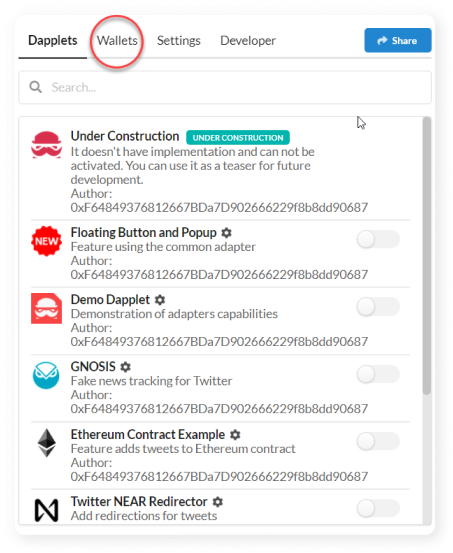 Dapplets Wallets Settings Developer Share
Search...
Under Construction UNDER CONSTRUCTION
It doesn't have implementation and can not be
activated. You can use it as a teaser for future
development.
Author:
0xF64849376812667BDa7D902666229f8b8dd90687
NEW
Floating Button and Popup
Feature using the common adapter
Author:
0xF64849376812667BDa7D902666229f8b8dd90687
Demo Dapplet
Demonstration of adapters capabilities
Author:
0xF64849376812667BDa7D902666229f8b8dd90687
GNOSIS
Fake news tracking for Twitter
Author:
0xF64849376812667BDa7D902666229f8b8dd90687
Ethereum Contract Example
Feature adds tweets to Ethereum contract
Author:
0xF64849376812667BDa7D902666229f8b8dd90687
Twitter NEAR Redirector
Add redirections for tweets